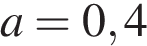 a = 0,4